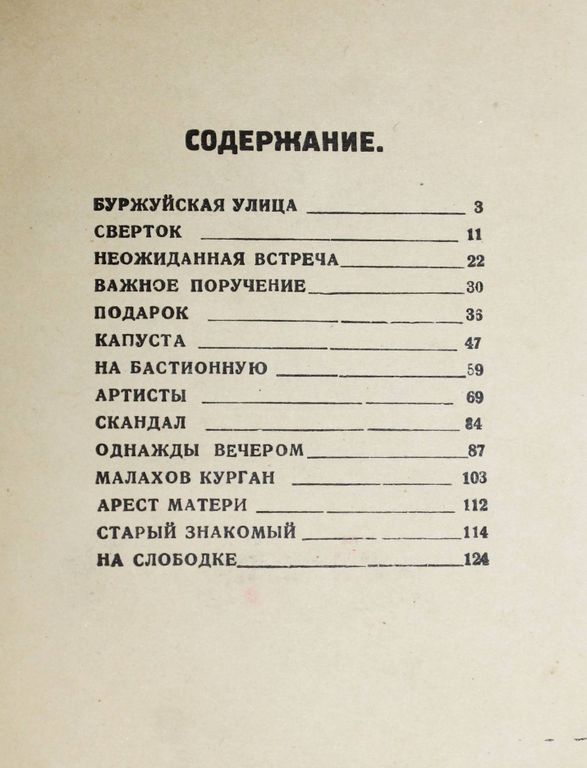 СОДЕРЖАНИЕ.
БУРЖУЙСКАЯ УЛИЦА 3
СВЕРТОК 11
НЕОЖИДАННАЯ ВСТРЕЧА 22
ВАЖНОЕ ПОРУЧЕНИЕ 30
ПОДАРОК 36
КАПУСТА 47
НА БАСТИОННУЮ 59
АРТИСТЫ 69
СКАНДАЛ 84
ОДНАЖДЫ ВЕЧЕРОМ 87
МАЛАХОВ КУРГАН 103
АРЕСТ МАТЕРИ 112
СТАРЫЙ ЗНАКОМЫЙ 114
НА СЛОБОДКЕ 124